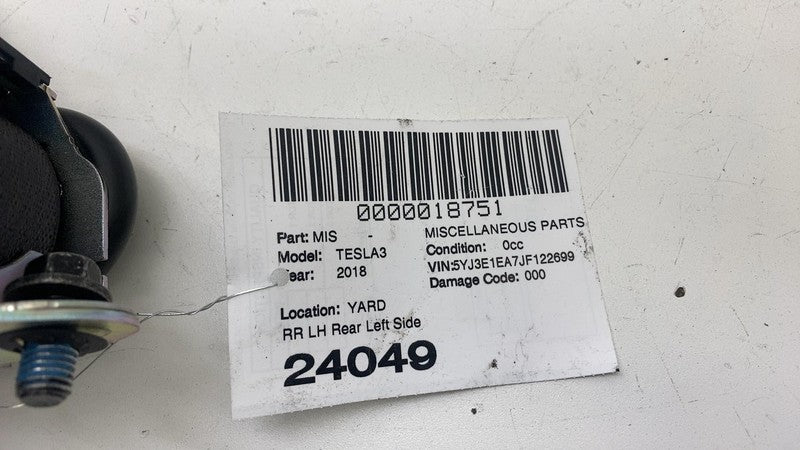 0000018751
Part: MIS - MISCELLANEOUS PARTS
Model: TESLA3 Condition: 0cc
Year: 2018 VIN:5YJ3E1EA7JF122699
Damage Code: 000
Location: YARD
RR LH Rear Left Side
24049